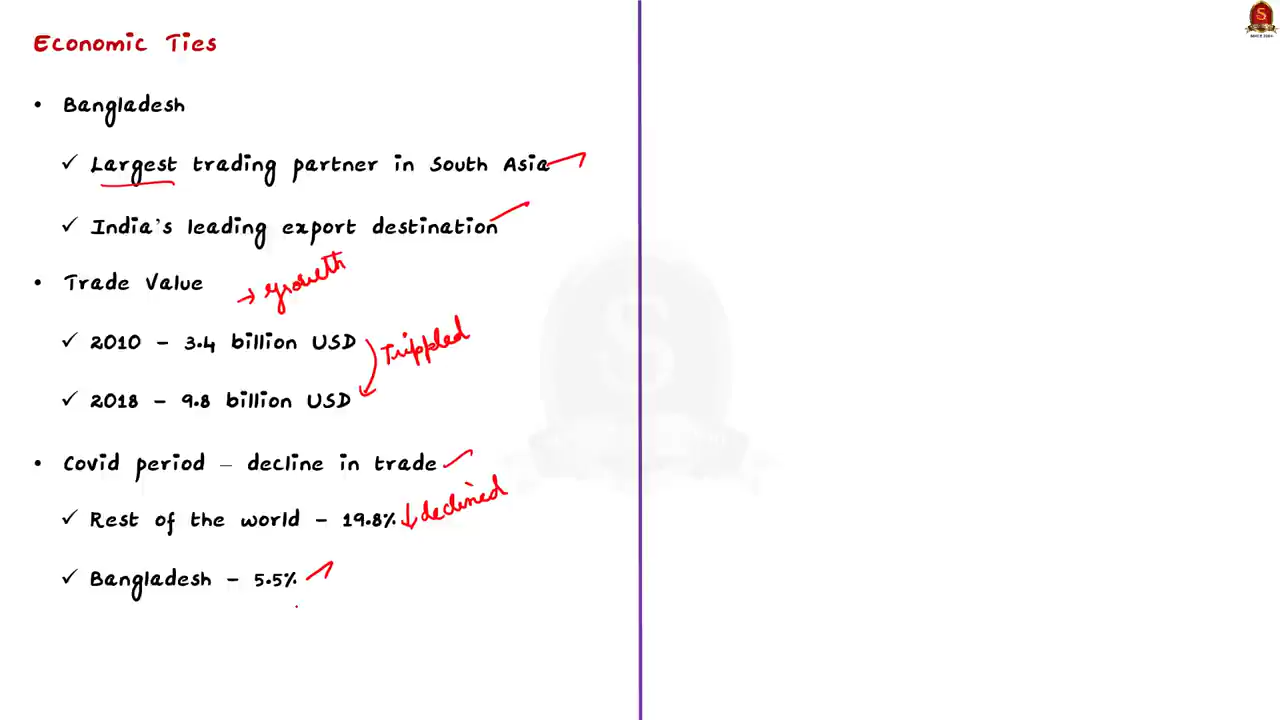 Economic Ties
• Bangladesh
✓ Largest trading partner in South Asia
✓ India's leading export destination
• Trade Value → Growth
✓ 2010 – 3.4 billion USD
Trippled
✓ 2018 – 9.8 billion USD
• Covid period – decline in trade
✓ Rest of the world – 19.8% ↓ declined
✓ Bangladesh – 5.5%
S